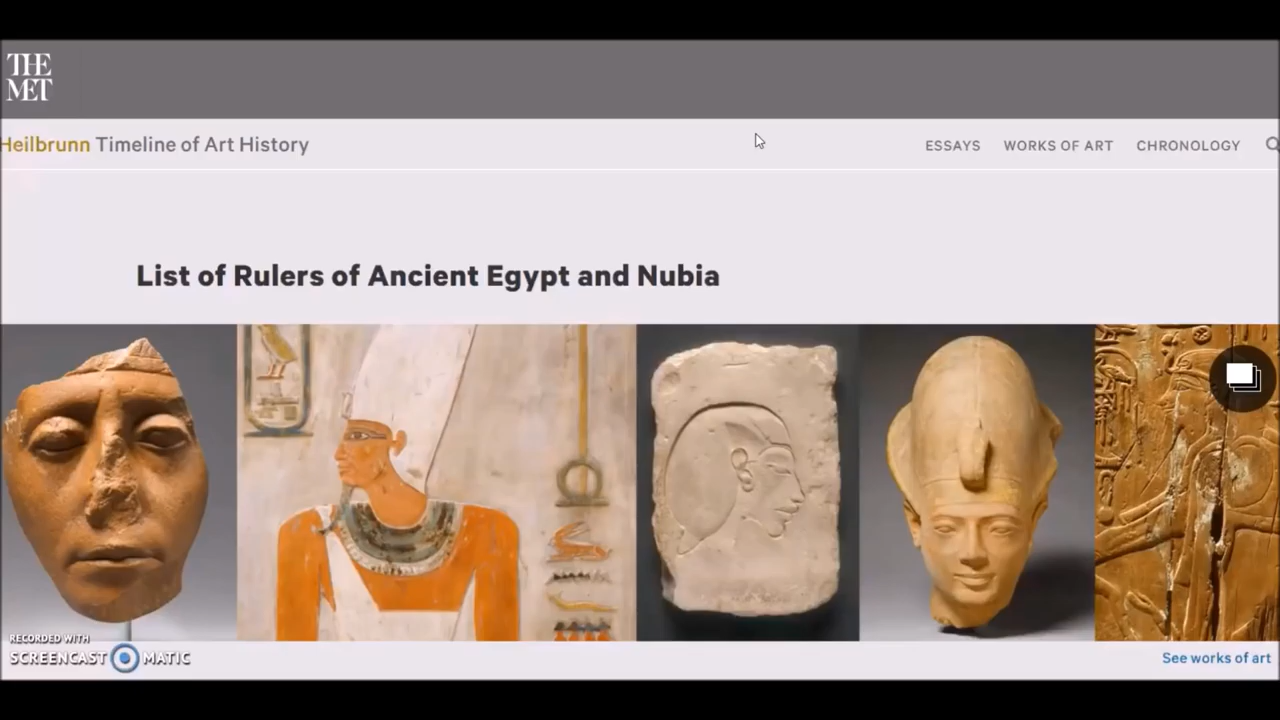 THE
MET
Heilbrunn Timeline of Art History
ESSAYS WORKS OF ART CHRONOLOGY
List of Rulers of Ancient Egypt and Nubia
RECORDED WITH
SCREENCAST MATIC
See works of art